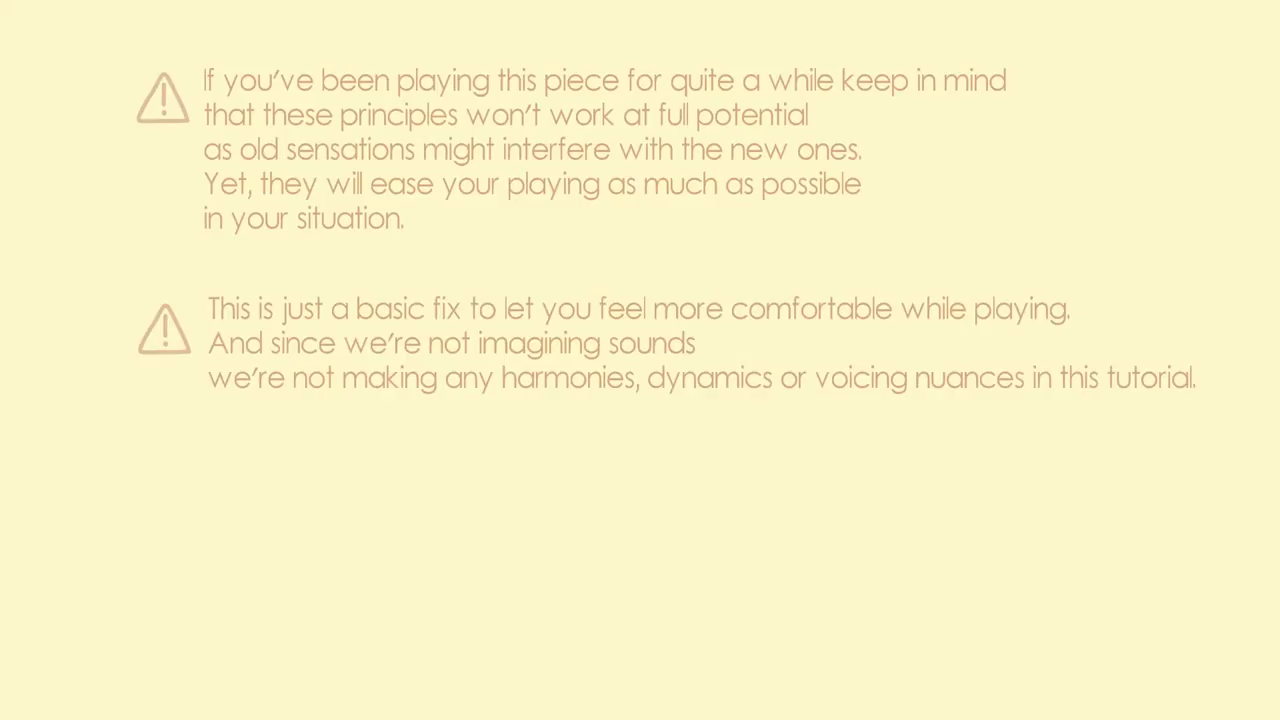 If you've been playing this piece for quite a while keep in mind
that these principles won't work at full potential
as old sensations might interfere with the new ones.
Yet, they will ease your playing as much as possible
in your situation.
This is just a basic fix to let you feel more comfortable while playing.
And since we're not imagining sounds
we're not making any harmonies, dynamics or voicing nuances in this tutorial.